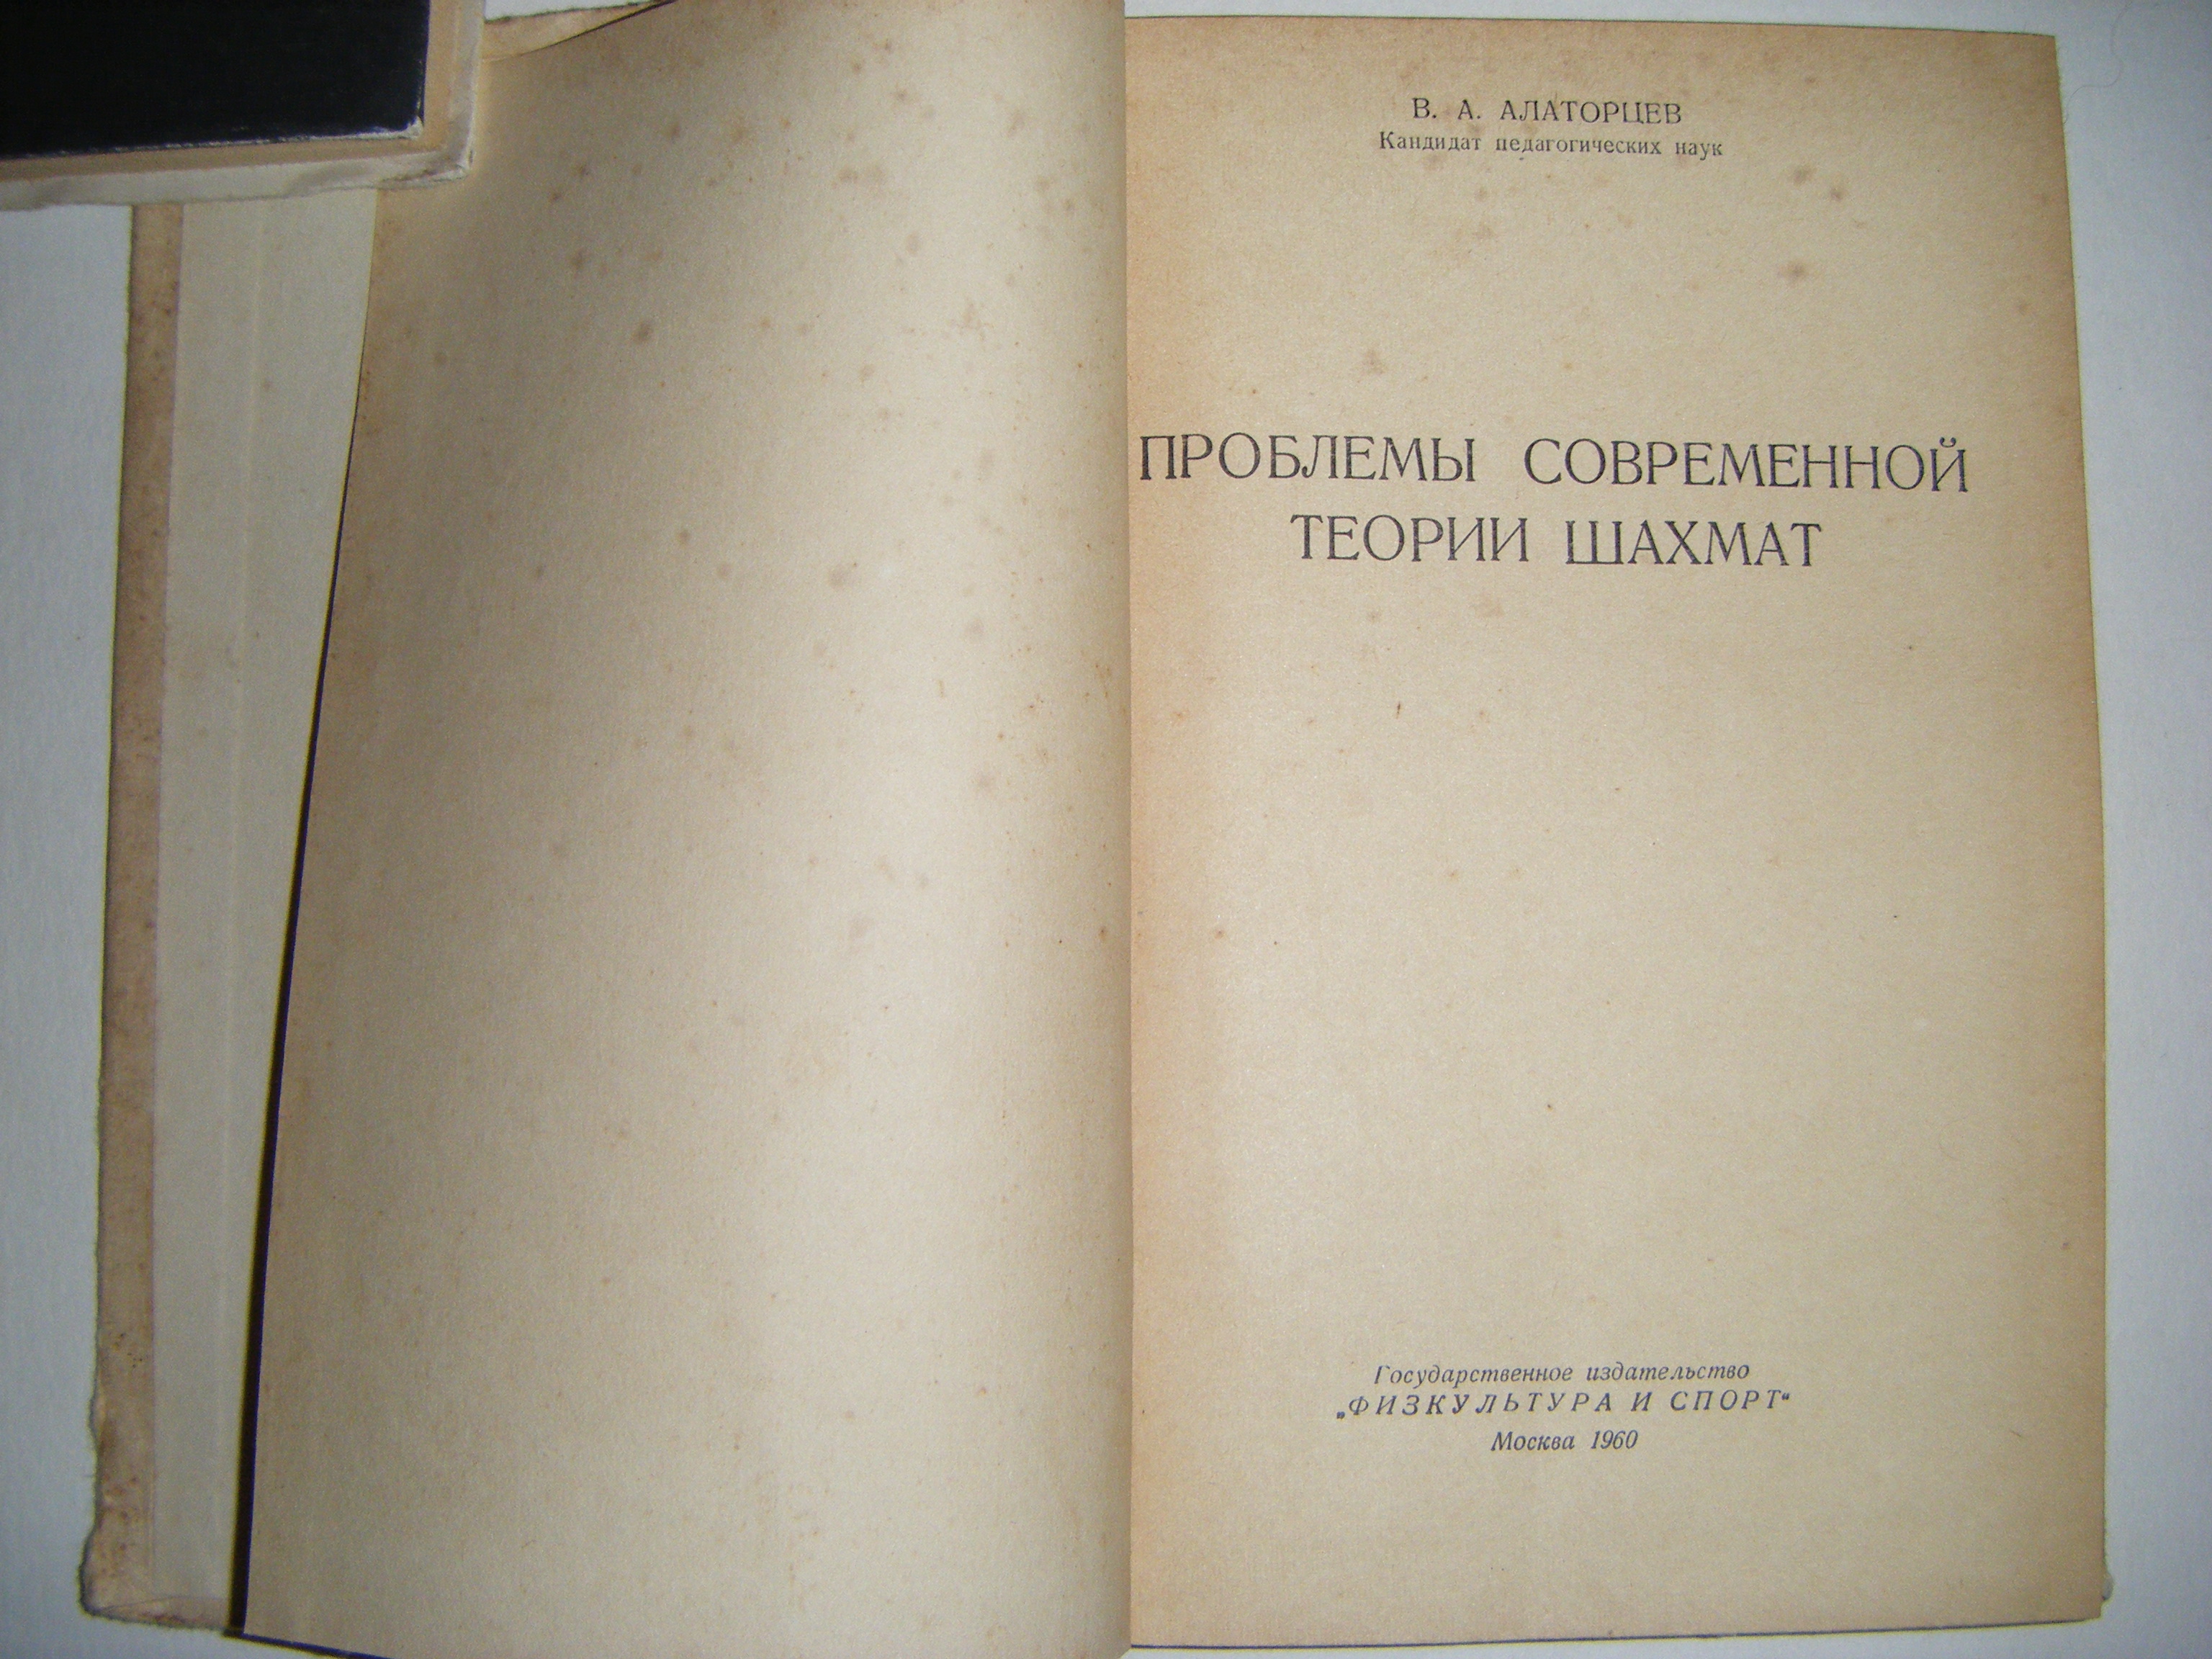 В. А. АЛАТОРЦЕВ
Кандидат педагогических наук
ПРОБЛЕМЫ СОВРЕМЕННОЙ
ТЕОРИИ ШАХМАТ
Государственное издательство
„ФИЗКУЛЬТУРА И СПОРТ“
Москва 1960